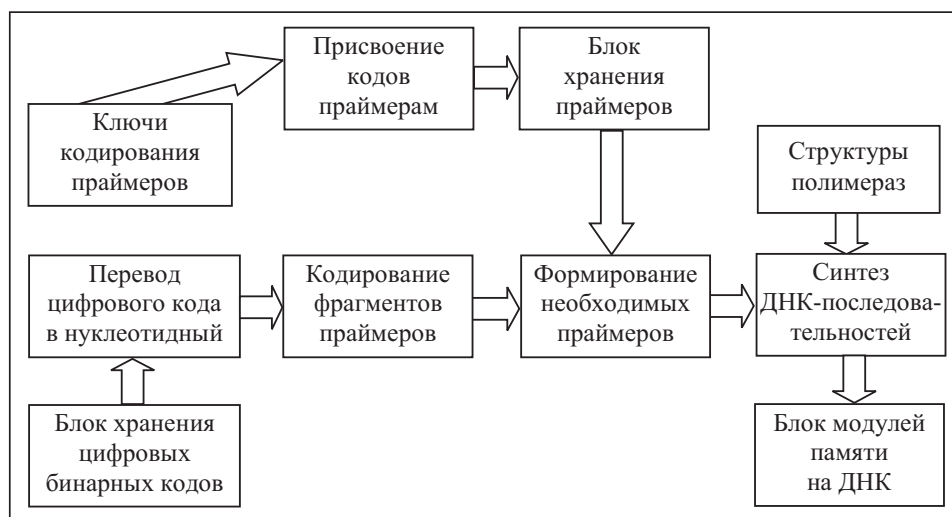 Присвоение
кодов
праймерам
Блок
хранения
праймеров
Ключи
кодирования
праймеров
Структуры
полимераз
Перевод
цифрового кода
в нуклеотидный
Кодирование
фрагментов
праймеров
Формирование
необходимых
праймеров
Синтез
ДНК-последова-
тельностей
Блок хранения
цифровых
бинарных кодов
Блок модулей
памяти
на ДНК